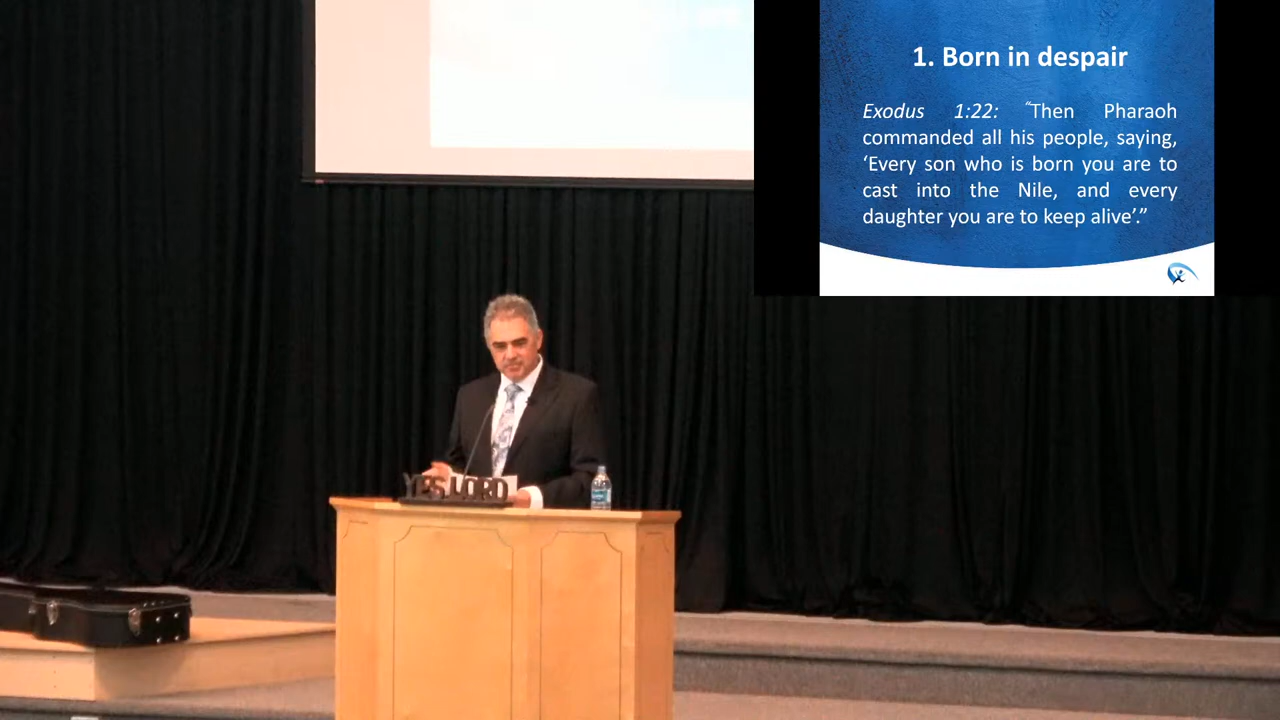 1. Born in despair
Exodus 1:22: “Then Pharaoh
commanded all his people, saying,
‘Every son who is born you are to
cast into the Nile, and every
daughter you are to keep alive’.”
YES LORD